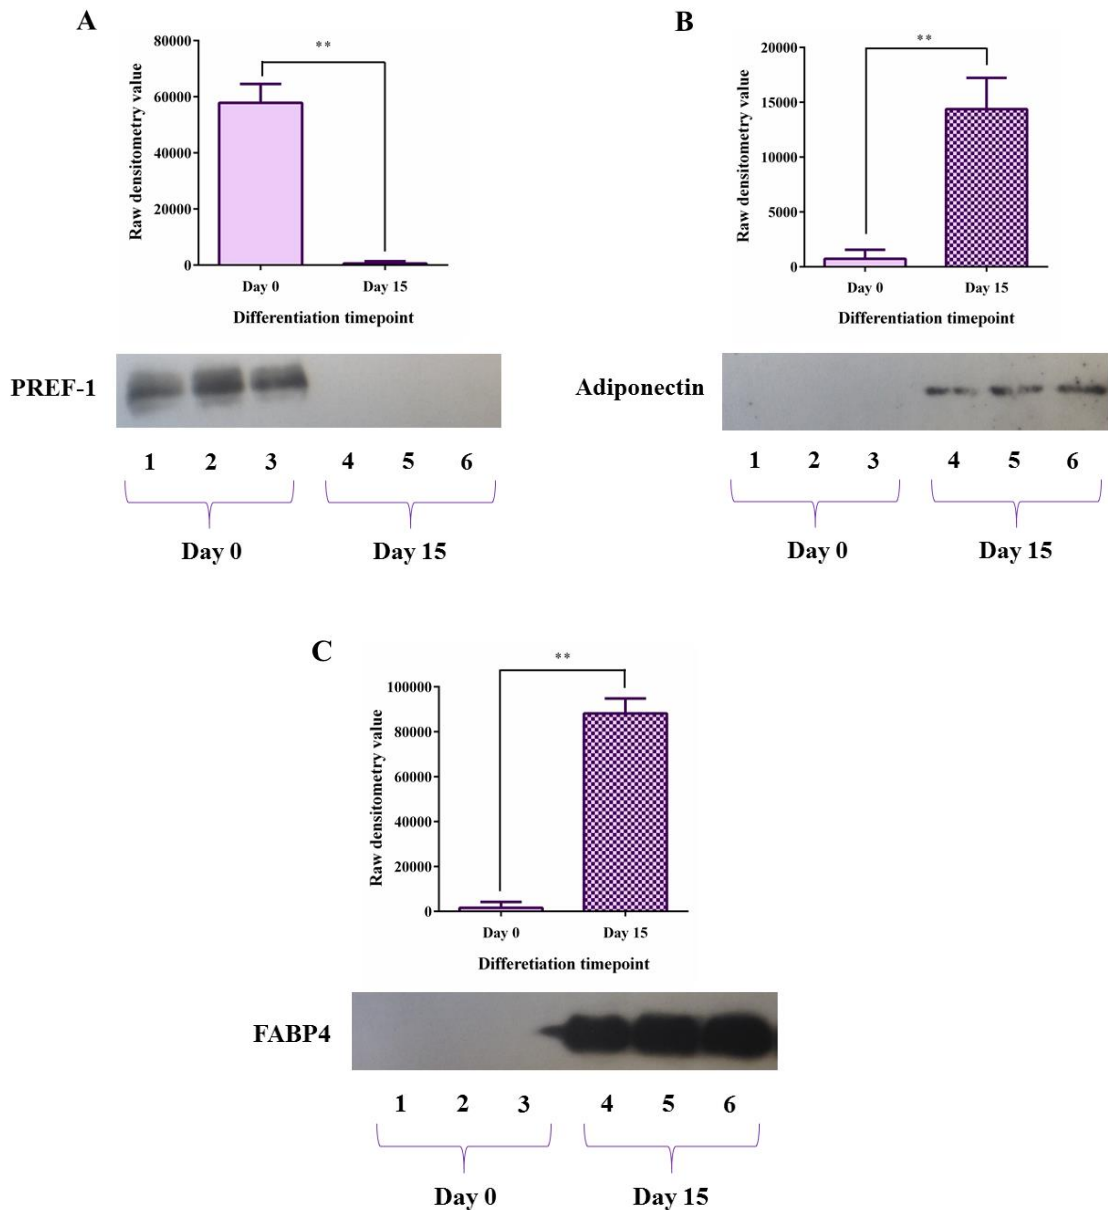 A
**
80000
60000
40000
20000
0
Raw densitometry value
Day 0 Day 15
Differentiation timepoint
PREF-1
1 2 3 4 5 6
Day 0 Day 15
B
**
20000
15000
10000
5000
0
Raw densitometry value
Day 0 Day 15
Differentiation timepoint
Adiponectin
1 2 3 4 5 6
Day 0 Day 15
C
**
100000
80000
60000
40000
20000
0
Raw densitometry value
Day 0 Day 15
Differetiation timepoint
FABP4
1 2 3 4 5 6
Day 0 Day 15